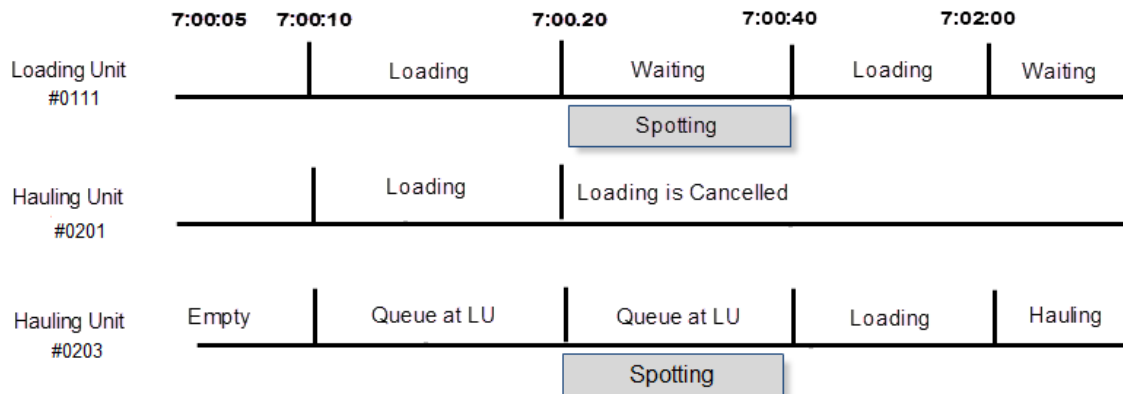 7:00:05 7:00:10 7:00.20 7:00:40 7:02:00
Loading Unit
#0111
Loading Waiting Loading Waiting
Spotting
Hauling Unit
#0201
Loading Loading is Cancelled
Hauling Unit
#0203
Empty Queue at LU Queue at LU Loading Hauling
Spotting